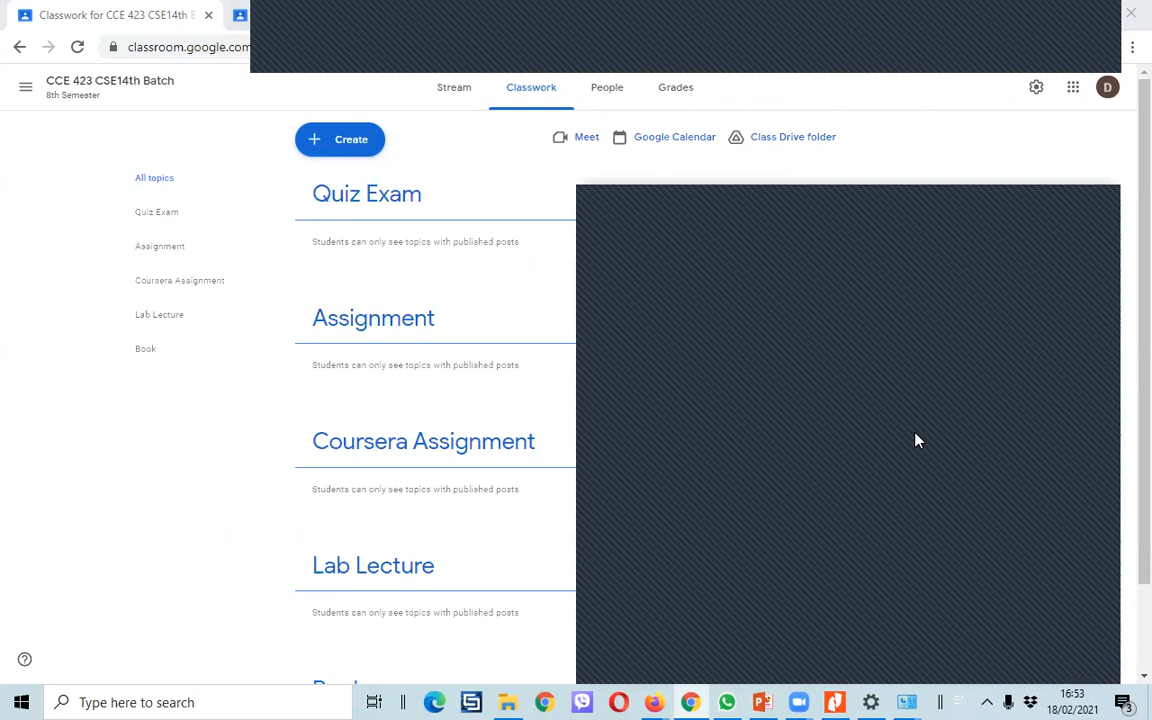 Classwork for CCE 423 CSE14th
classroom.google.com
CCE 423 CSE14th Batch
8th Semester
Stream
Classwork
People
Grades
D
Create
Meet
Google Calendar
Class Drive folder
All topics
Quiz Exam
Assignment
Coursera Assignment
Lab Lecture
Book
Quiz Exam
Students can only see topics with published posts
Assignment
Students can only see topics with published posts
Coursera Assignment
Students can only see topics with published posts
Lab Lecture
Students can only see topics with published posts
Type here to search
16:53
18/02/2021
3